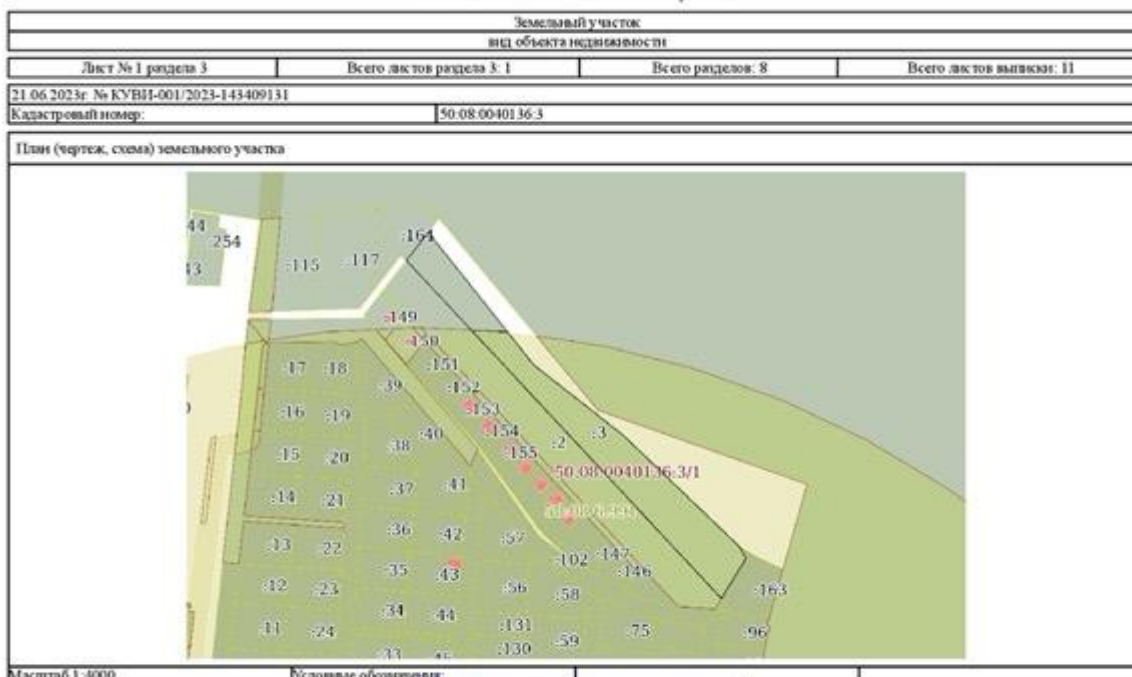 Земельный участок
вид объекта недвижимости
Лист № 1 раздела 3 Всего листов раздела 3: 1 Всего разделов: 8 Всего листов выписки: 11
21.06.2023г. № КУВИ-001/2023-143409131
Кадастровый номер: 50:08:0040136:3
План (чертеж, схема) земельного участка
44
254
:164
43
:115 :117
:149
:150
:17 :18 :151
:39 :152
:16 :19 :153
:40 :154 :2 :3
:15 :20 :38 :155
50:08:0040136:3/1
:14 :21 :37 :41
:36 :42 :57
:13 :22 :102 :147
:35 :43 :146
:12 :23 :56 :58 :163
:34 :44
:11 :24 :131 :59 :75 :96
:33 :130
Масштаб 1:4000 Условные обозначения: